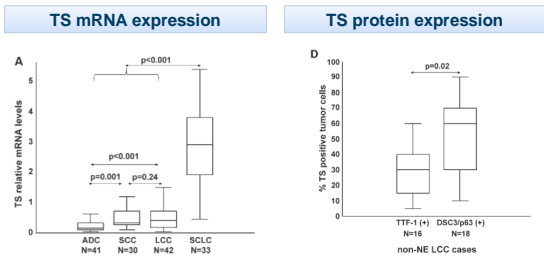 TS mRNA expression
TS protein expression
A
p<0.001
TS relative mRNA levels
5
4
3
2
1
0
p<0.001
p=0.001
p=0.24
ADC
N=41
SCC
N=30
LCC
N=42
SCLC
N=33
D
p=0.02
% TS positive tumor cells
100
90
80
70
60
50
40
30
20
10
0
TTF-1 (+)
N=16
DSC3/p63 (+)
N=18
non-NE LCC cases